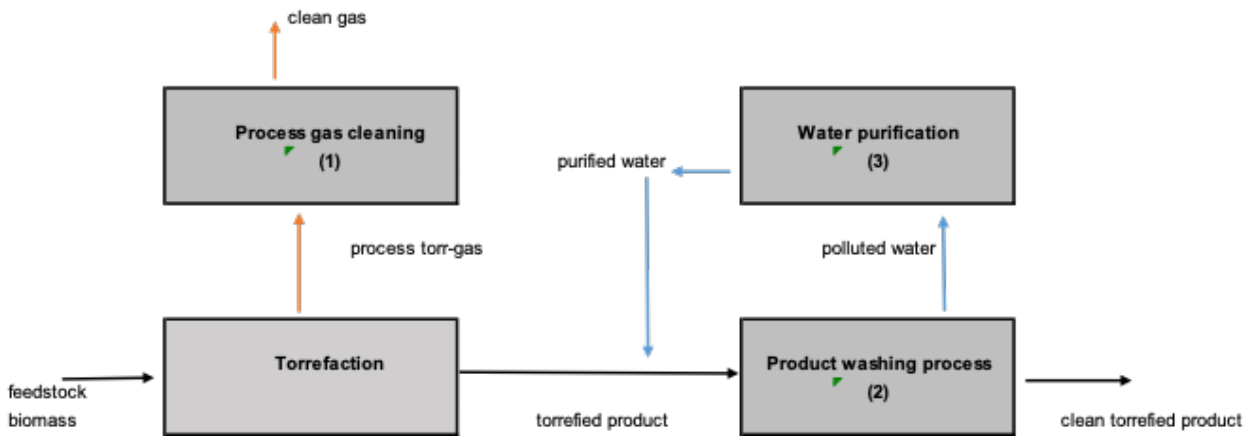 clean gas
Process gas cleaning
(1)
Water purification
(3)
purified water
process torr-gas
polluted water
Torrefaction
Product washing process
(2)
feedstock
biomass
torrefied product
clean torrefied product